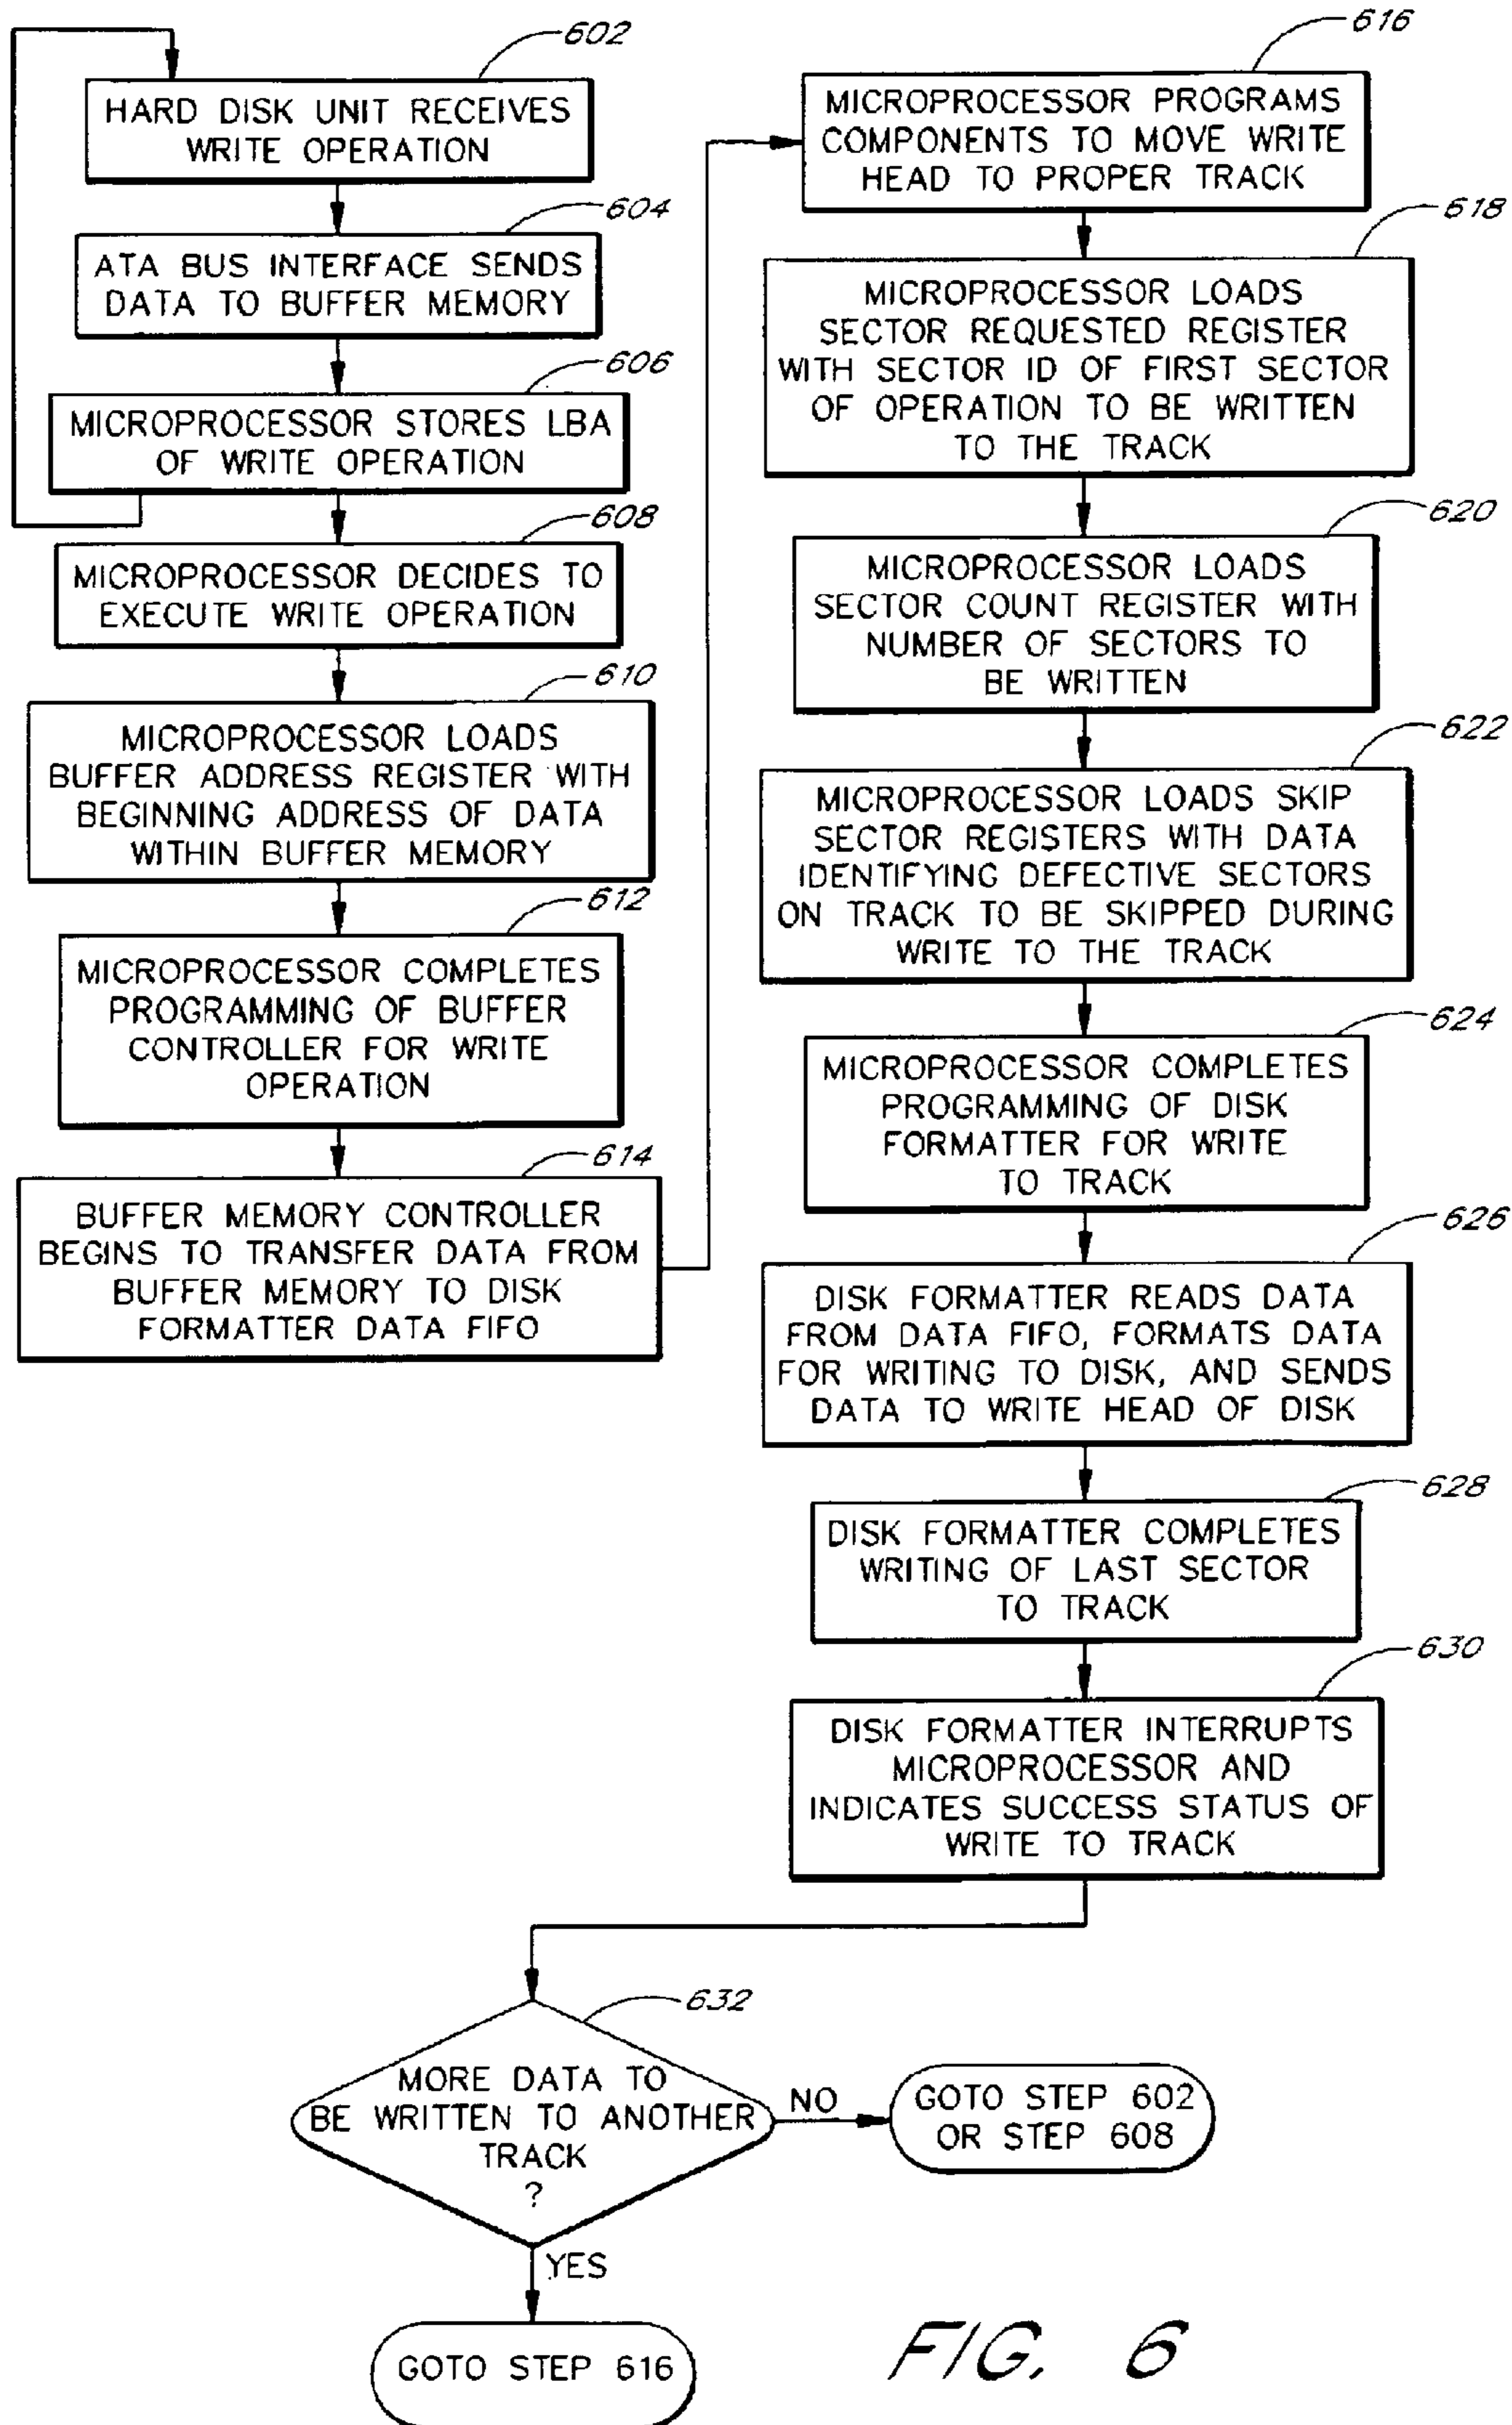 602
HARD DISK UNIT RECEIVES
WRITE OPERATION
604
ATA BUS INTERFACE SENDS
DATA TO BUFFER MEMORY
606
MICROPROCESSOR STORES LBA
OF WRITE OPERATION
608
MICROPROCESSOR DECIDES TO
EXECUTE WRITE OPERATION
610
MICROPROCESSOR LOADS
BUFFER ADDRESS REGISTER WITH
BEGINNING ADDRESS OF DATA
WITHIN BUFFER MEMORY
612
MICROPROCESSOR COMPLETES
PROGRAMMING OF BUFFER
CONTROLLER FOR WRITE
OPERATION
614
BUFFER MEMORY CONTROLLER
BEGINS TO TRANSFER DATA FROM
BUFFER MEMORY TO DISK
FORMATTER DATA FIFO
616
MICROPROCESSOR PROGRAMS
COMPONENTS TO MOVE WRITE
HEAD TO PROPER TRACK
618
MICROPROCESSOR LOADS
SECTOR REQUESTED REGISTER
WITH SECTOR ID OF FIRST SECTOR
OF OPERATION TO BE WRITTEN
TO THE TRACK
620
MICROPROCESSOR LOADS
SECTOR COUNT REGISTER WITH
NUMBER OF SECTORS TO
BE WRITTEN
622
MICROPROCESSOR LOADS SKIP
SECTOR REGISTERS WITH DATA
IDENTIFYING DEFECTIVE SECTORS
ON TRACK TO BE SKIPPED DURING
WRITE TO THE TRACK
624
MICROPROCESSOR COMPLETES
PROGRAMMING OF DISK
FORMATTER FOR WRITE
TO TRACK
626
DISK FORMATTER READS DATA
FROM DATA FIFO, FORMATS DATA
FOR WRITING TO DISK, AND SENDS
DATA TO WRITE HEAD OF DISK
628
DISK FORMATTER COMPLETES
WRITING OF LAST SECTOR
TO TRACK
630
DISK FORMATTER INTERRUPTS
MICROPROCESSOR AND
INDICATES SUCCESS STATUS OF
WRITE TO TRACK
632
MORE DATA TO
BE WRITTEN TO ANOTHER
TRACK
?
NO
GOTO STEP 602
OR STEP 608
YES
GOTO STEP 616
FIG. 6